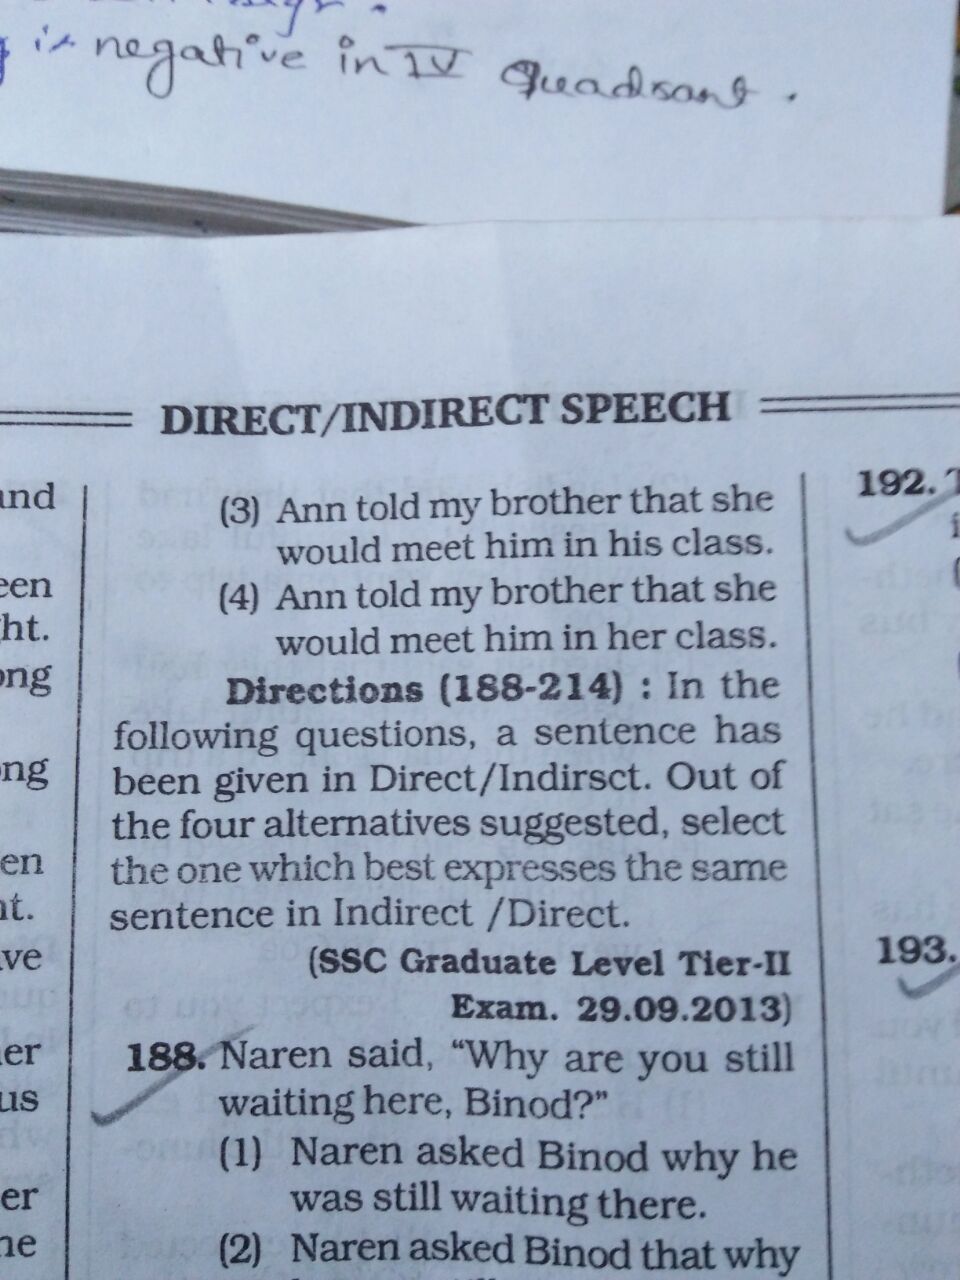 is negative in IV Quadrant.
DIRECT/INDIRECT SPEECH
und
een
ht.
ong
ong
en
nt.
ve
er
us
er
ne
(3) Ann told my brother that she
would meet him in his class.
(4) Ann told my brother that she
would meet him in her class.
Directions (188-214) : In the
following questions, a sentence has
been given in Direct/Indirsct. Out of
the four alternatives suggested, select
the one which best expresses the same
sentence in Indirect /Direct.
(SSC Graduate Level Tier-II
Exam. 29.09.2013)
188. Naren said, “Why are you still
waiting here, Binod?”
(1) Naren asked Binod why he
was still waiting there.
(2) Naren asked Binod that why
192.
193.